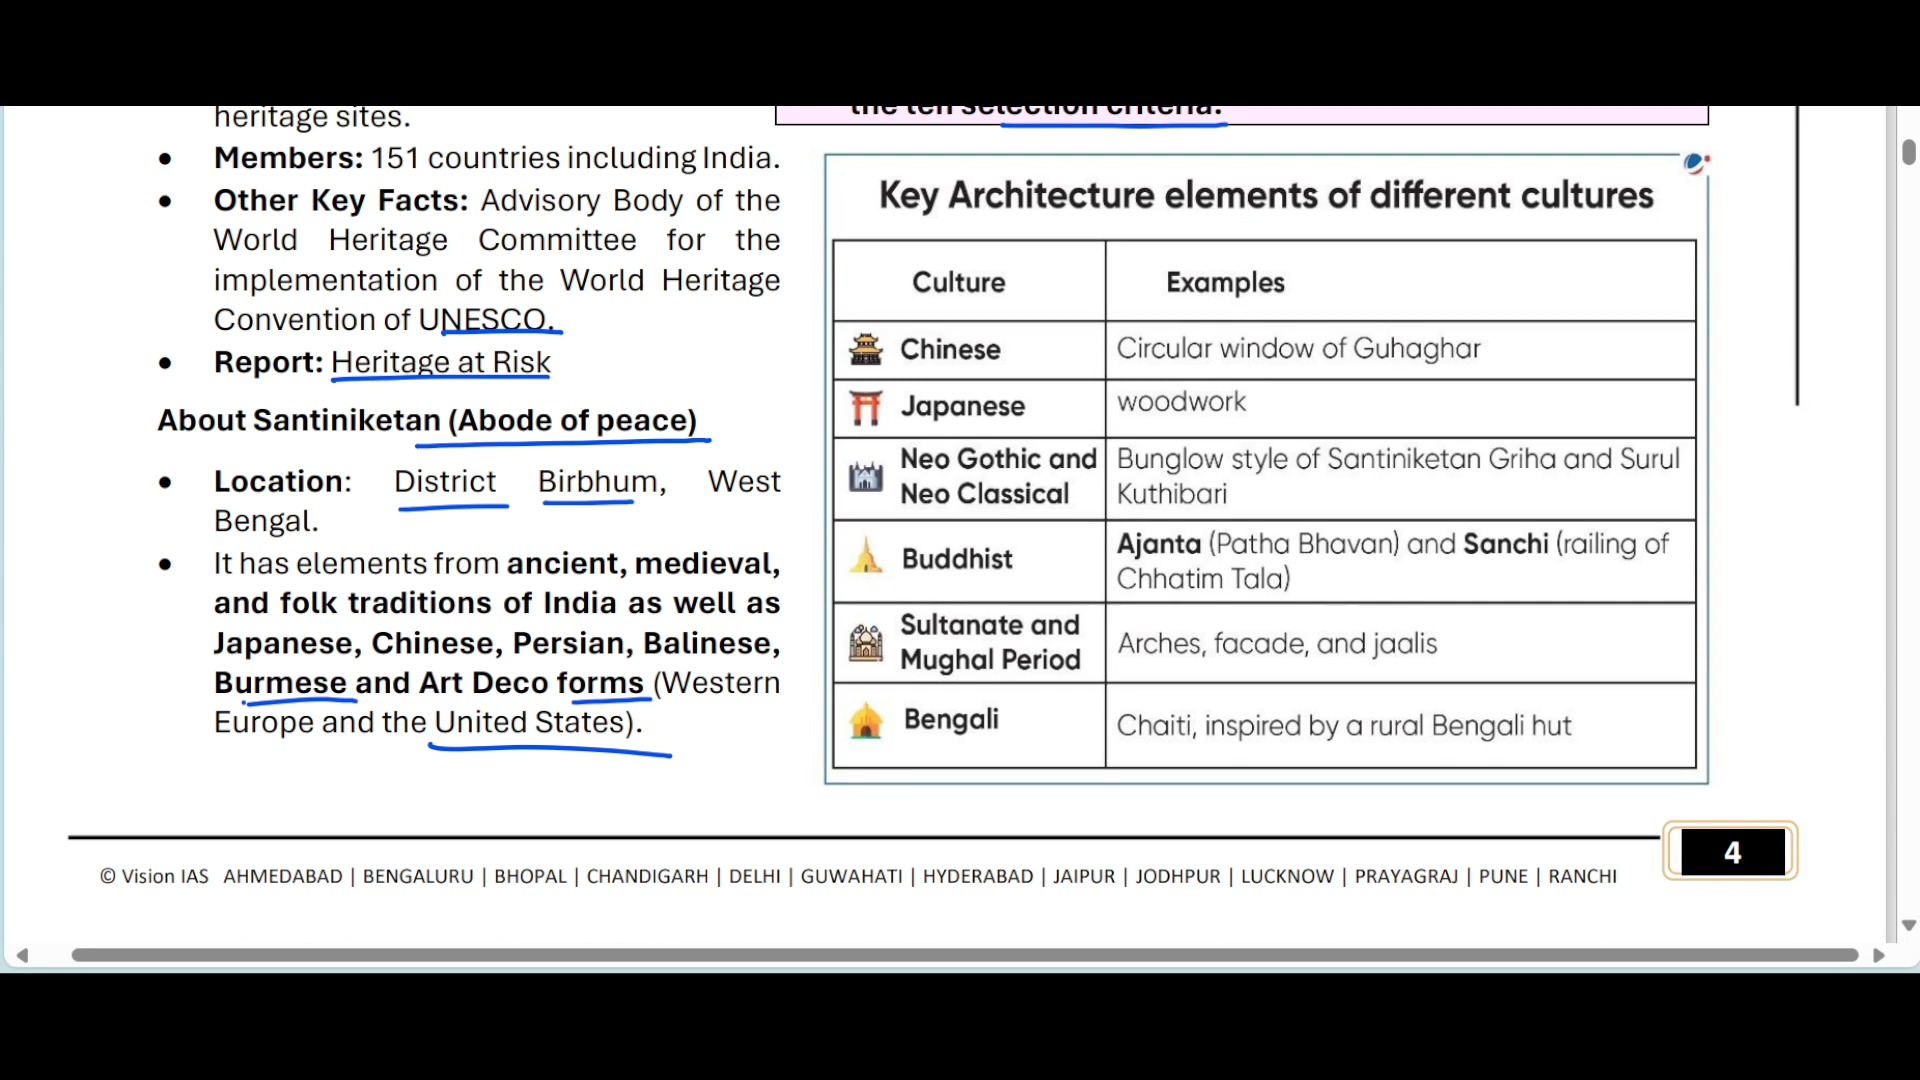 heritage sites.
• Members: 151 countries including India.
• Other Key Facts: Advisory Body of the
World Heritage Committee for the
implementation of the World Heritage
Convention of UNESCO.
• Report: Heritage at Risk
About Santiniketan (Abode of peace)
• Location: District Birbhum, West
Bengal.
• It has elements from ancient, medieval,
and folk traditions of India as well as
Japanese, Chinese, Persian, Balinese,
Burmese and Art Deco forms (Western
Europe and the United States).
the ten selection criteria.
Key Architecture elements of different cultures
Culture Examples
Chinese Circular window of Guhaghar
Japanese woodwork
Neo Gothic and Bunglow style of Santiniketan Griha and Surul
Neo Classical Kuthibari
Buddhist Ajanta (Patha Bhavan) and Sanchi (railing of
Chhatim Tala)
Sultanate and
Mughal Period Arches, facade, and jaalis
Bengali Chaiti, inspired by a rural Bengali hut
4
© Vision IAS AHMEDABAD | BENGALURU | BHOPAL | CHANDIGARH | DELHI | GUWAHATI | HYDERABAD | JAIPUR | JODHPUR | LUCKNOW | PRAYAGRAJ | PUNE | RANCHI